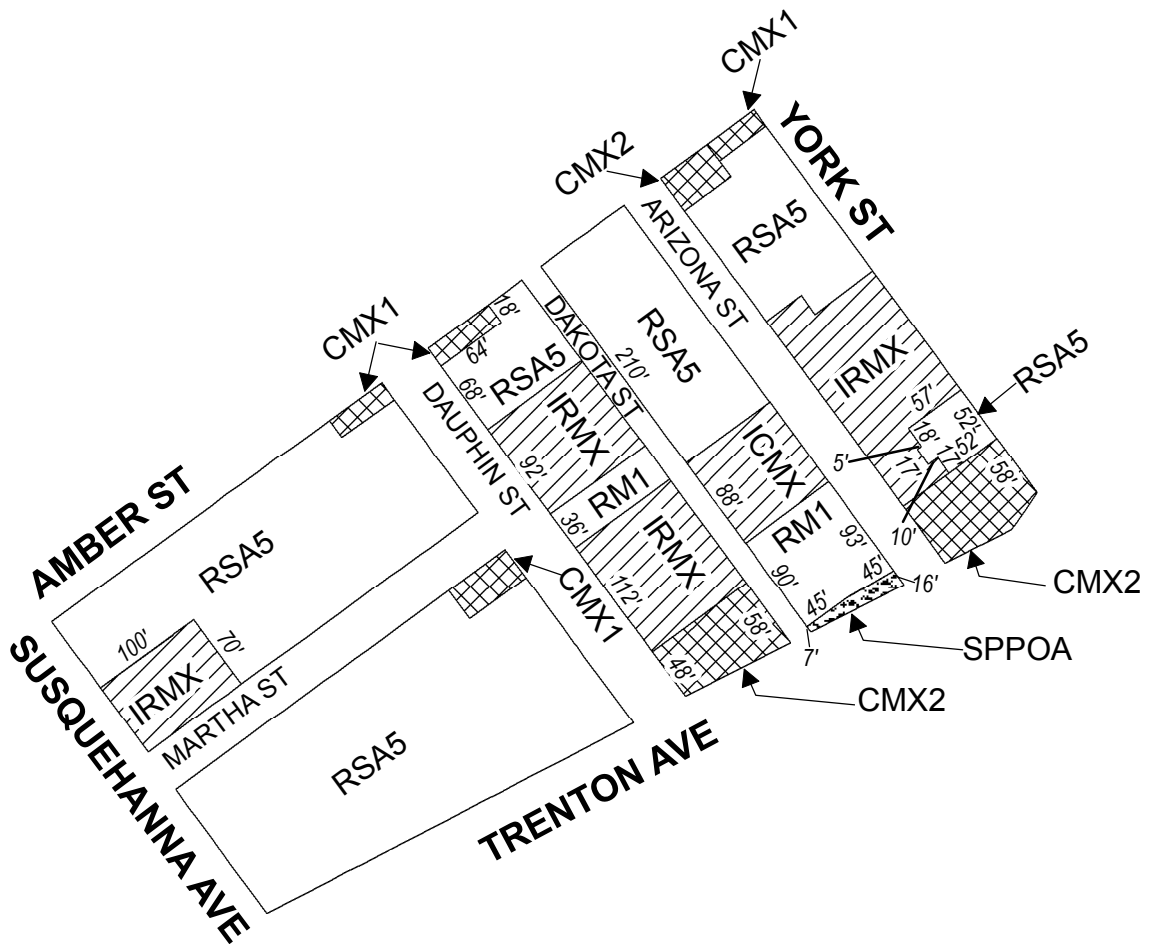 CMX1
YORK ST
CMX2
ARIZONA ST
RSA5
CMX1
18'
64'
68'
RSA5
DAKOTA ST
210'
RSA5
IRMX
RSA5
DAUPHIN ST
IRMX
92'
ICMX
88'
57'
52'
18'
5'
52'
17'
10'
58'
CMX2
RM1
36'
IRMX
112'
RM1
93'
90'
45'
45'
16'
7'
SPPOA
58'
48'
CMX2
AMBER ST
RSA5
CMX1
100'
70'
IRMX
MARTHA ST
RSA5
SUSQUEHANNA AVE
TRENTON AVE